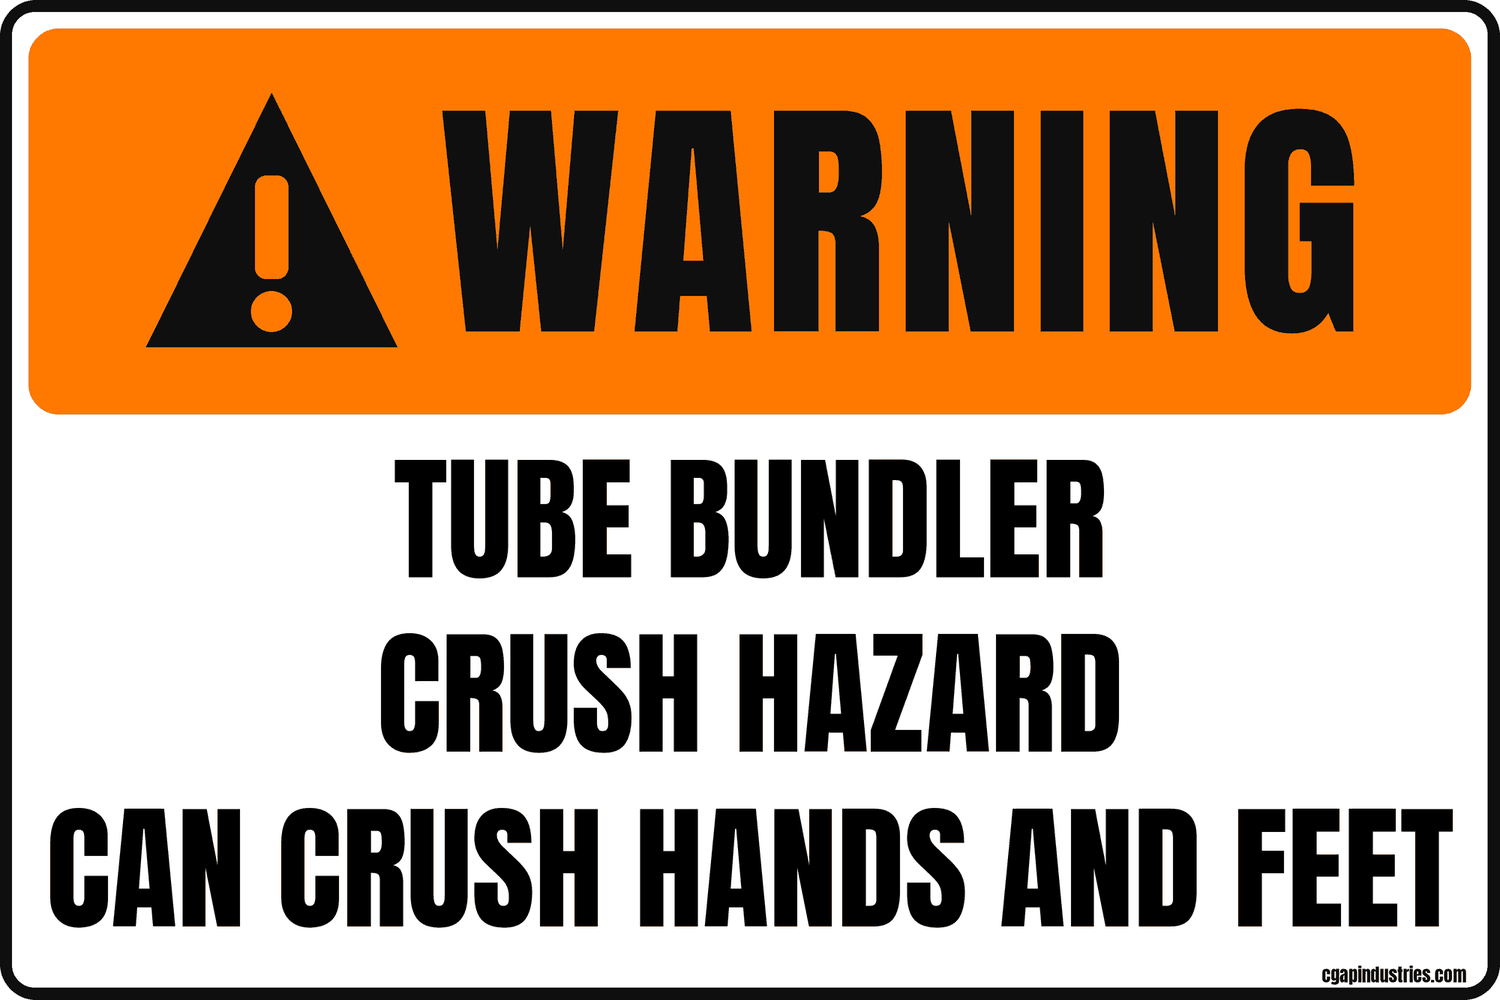 WARNING
TUBE BUNDLER
CRUSH HAZARD
CAN CRUSH HANDS AND FEET
cgapindustries.com